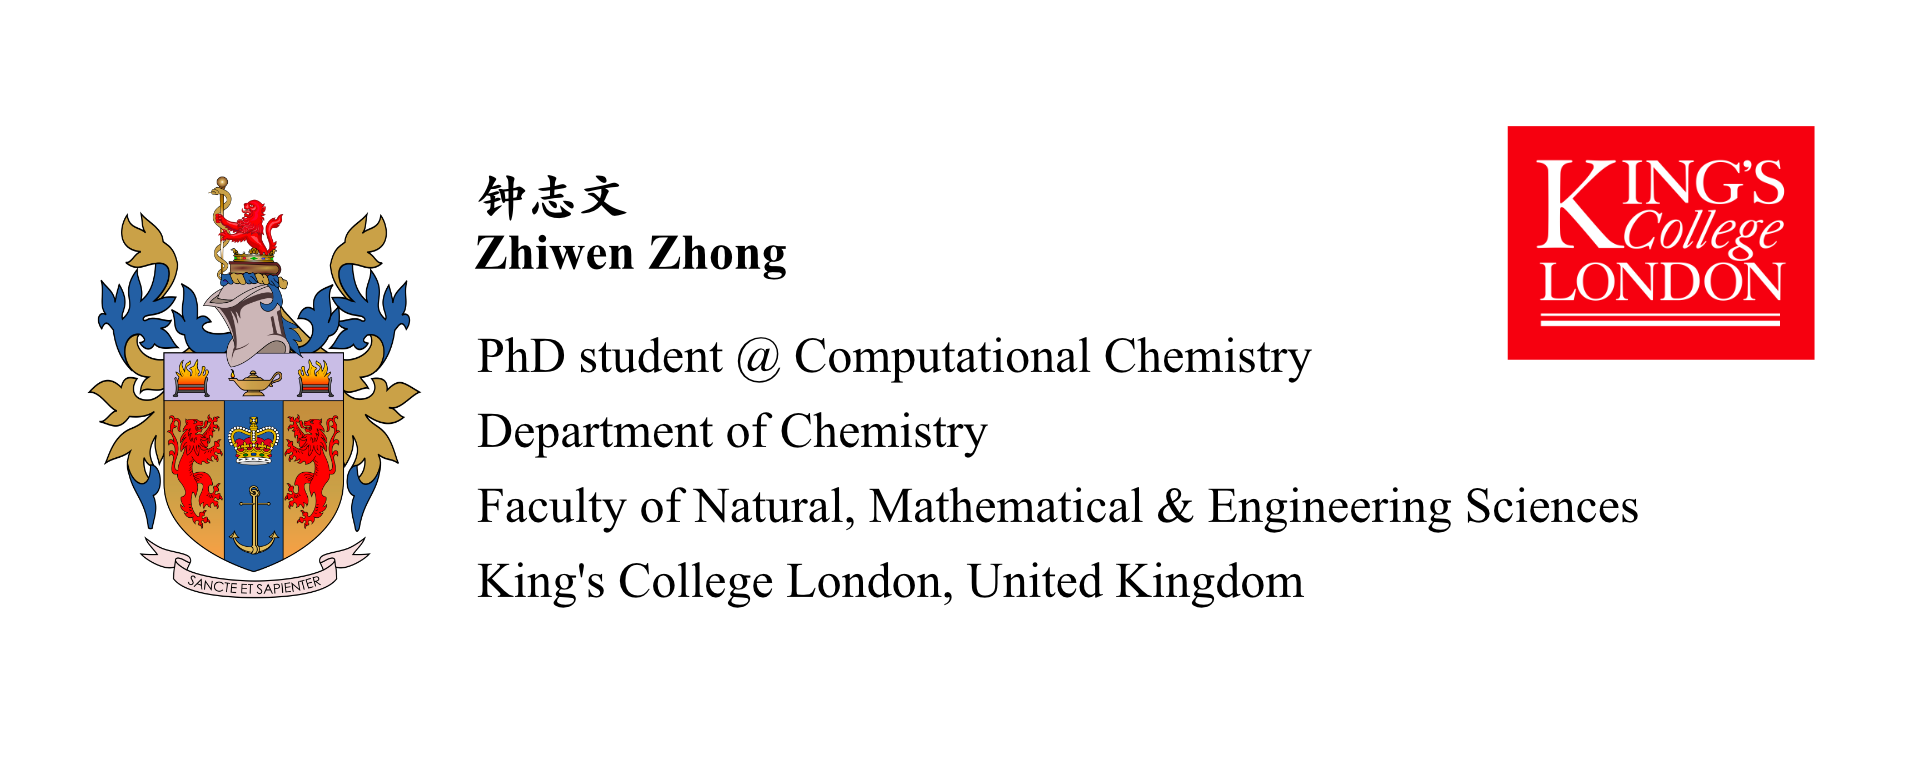 钟志文
Zhiwen Zhong
PhD student @ Computational Chemistry
Department of Chemistry
Faculty of Natural, Mathematical & Engineering Sciences
King's College London, United Kingdom
SANCTE ET SAPIENTER
KING'S
College
LONDON